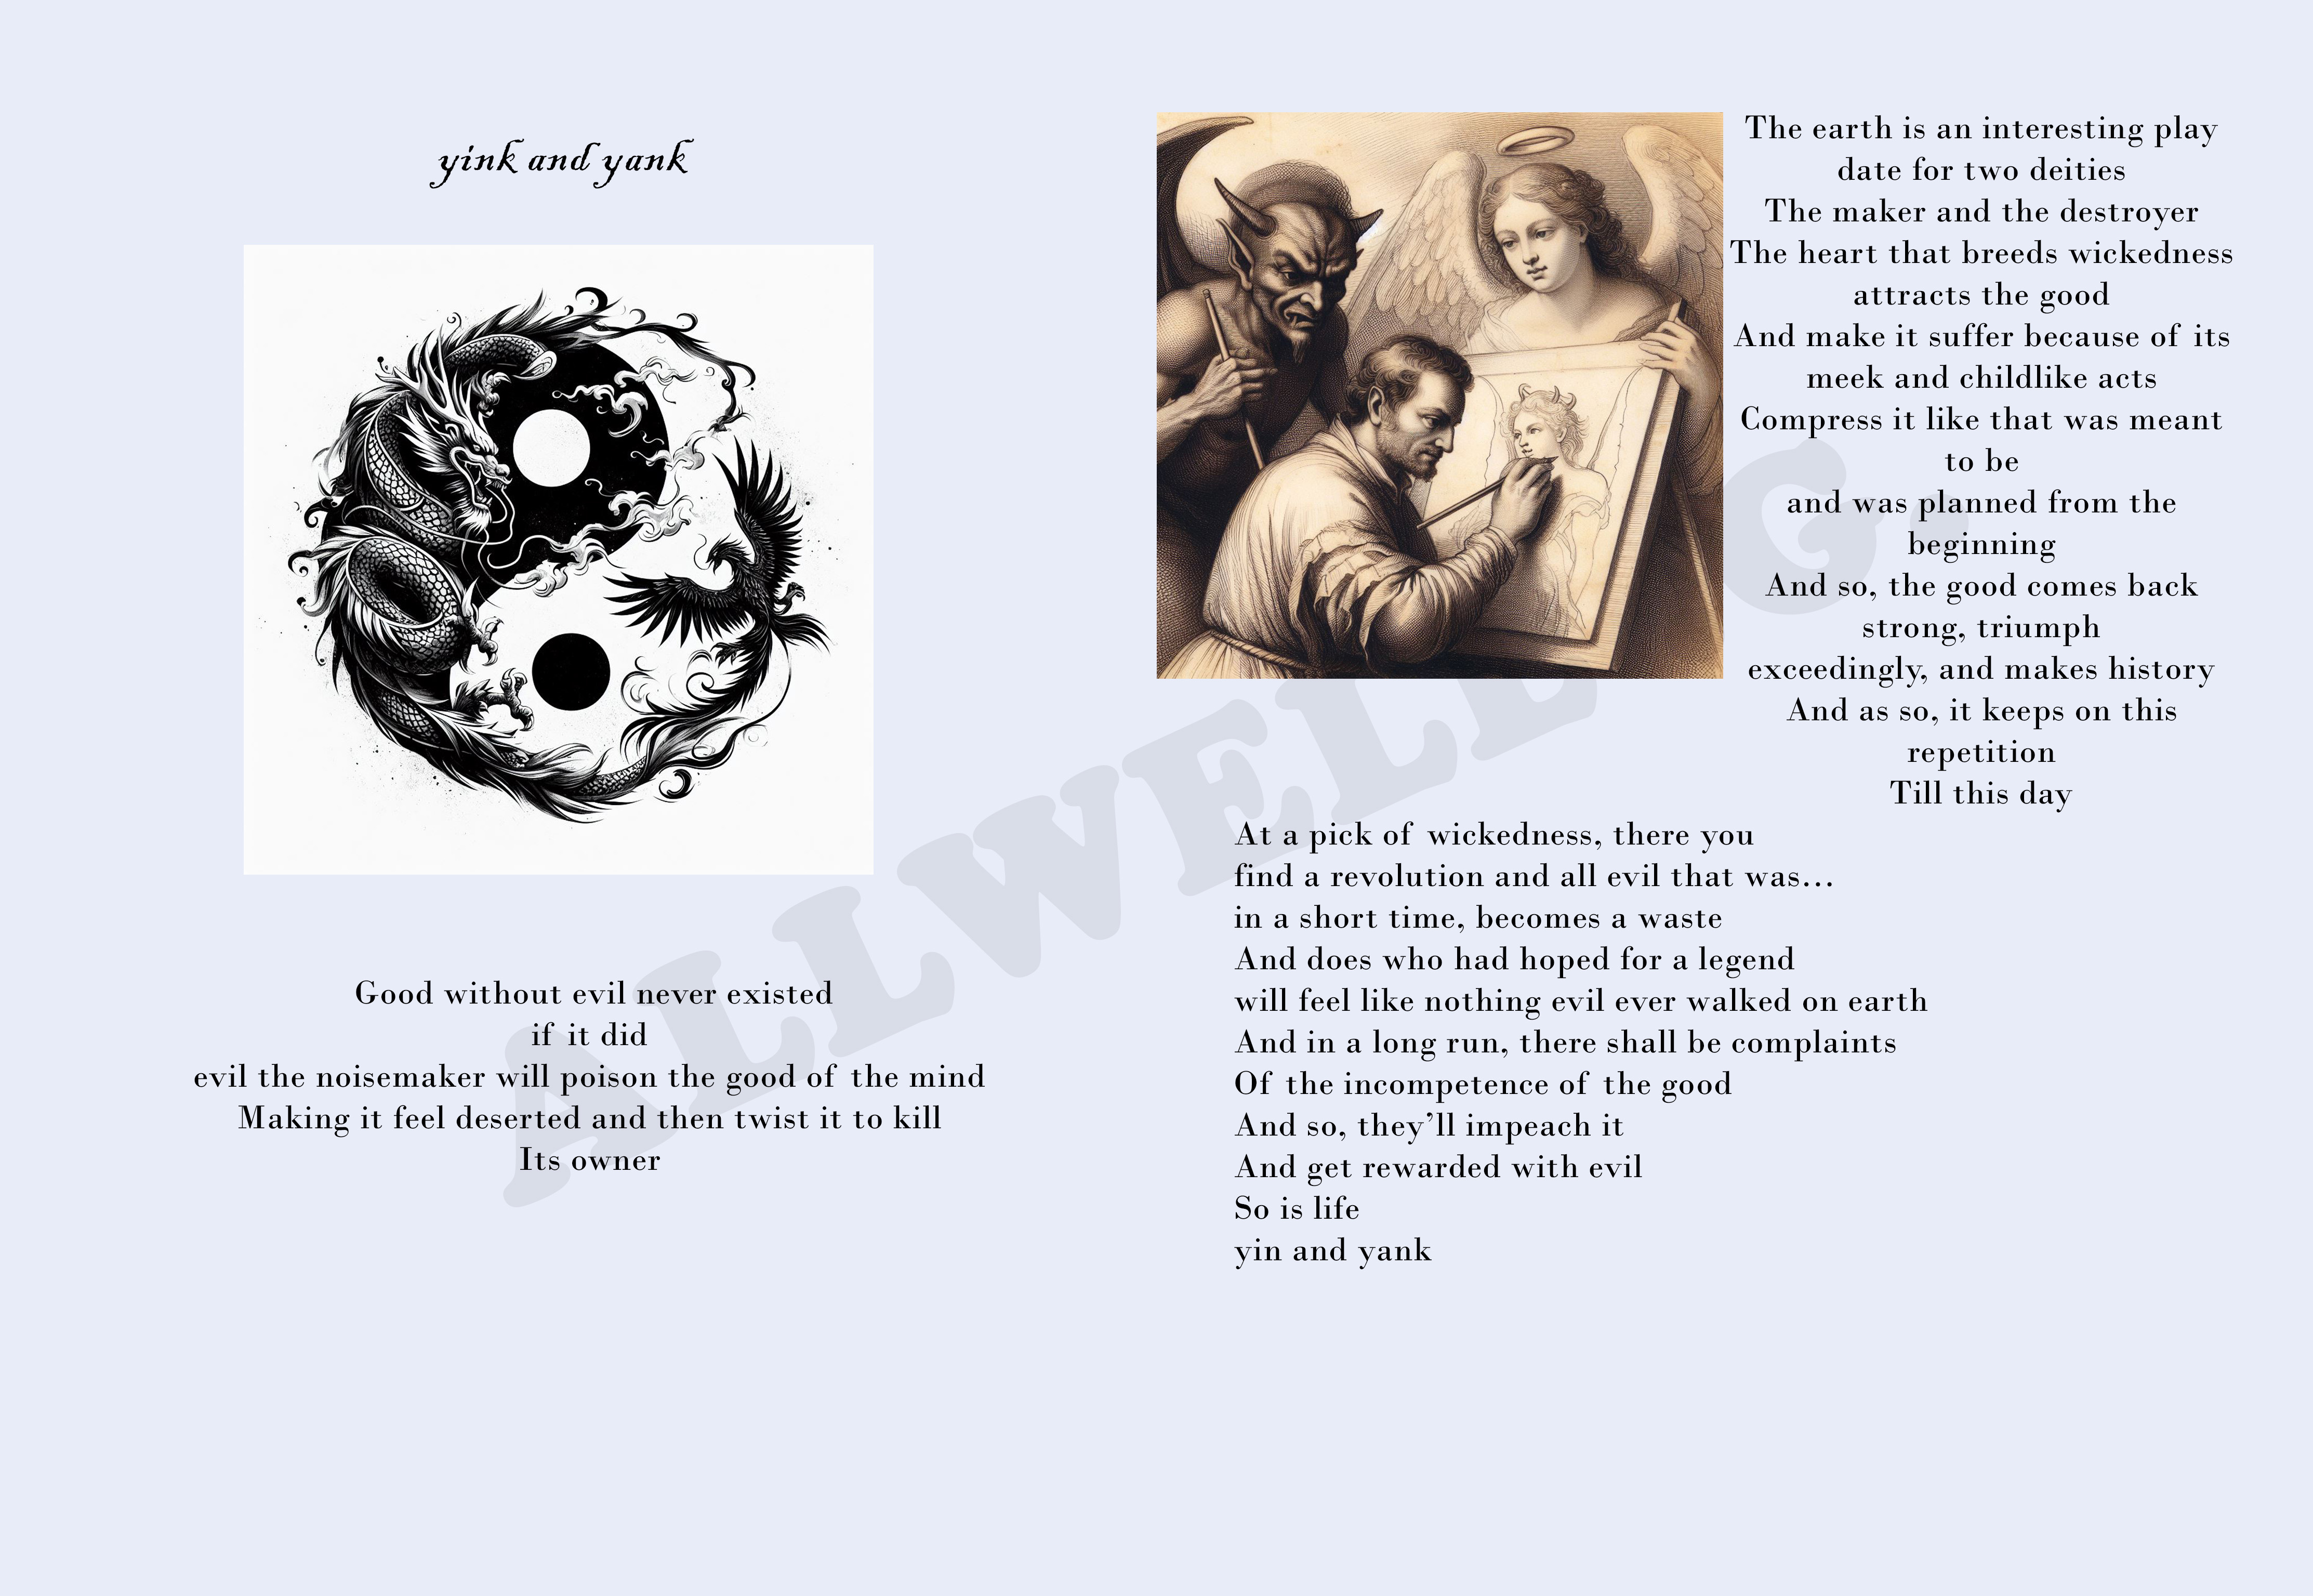 yink and yank
Good without evil never existed
if it did
evil the noisemaker will poison the good of the mind
Making it feel deserted and then twist it to kill
Its owner
The earth is an interesting play
date for two deities
The maker and the destroyer
The heart that breeds wickedness
attracts the good
And make it suffer because of its
meek and childlike acts
Compress it like that was meant
to be
and was planned from the
beginning
And so, the good comes back
strong, triumph
exceedingly, and makes history
And as so, it keeps on this
repetition
Till this day
At a pick of wickedness, there you
find a revolution and all evil that was...
in a short time, becomes a waste
And does who had hoped for a legend
will feel like nothing evil ever walked on earth
And in a long run, there shall be complaints
Of the incompetence of the good
And so, they’ll impeach it
And get rewarded with evil
So is life
yin and yank
ALLWELL G.